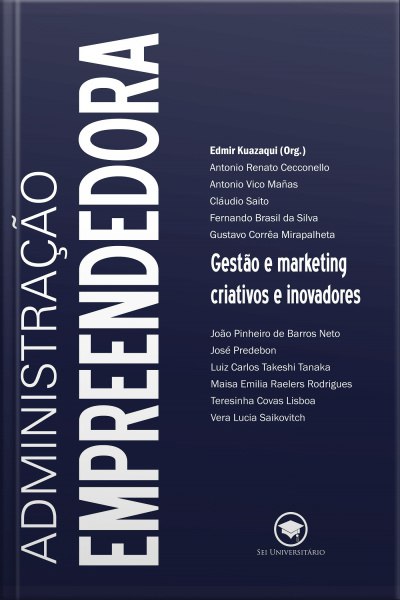 ADMINISTRAÇÃO
EMPREENDEDORA
Edmir Kuazaqui (Org.)
Antonio Renato Cecconello
Antonio Vico Mañas
Cláudio Saito
Fernando Brasil da Silva
Gustavo Corrêa Mirapalheta
Gestão e marketing
criativos e inovadores
João Pinheiro de Barros Neto
José Predebon
Luiz Carlos Takeshi Tanaka
Maisa Emilia Raelers Rodrigues
Teresinha Covas Lisboa
Vera Lucia Saikovitch
SEI UNIVERSITÁRIO